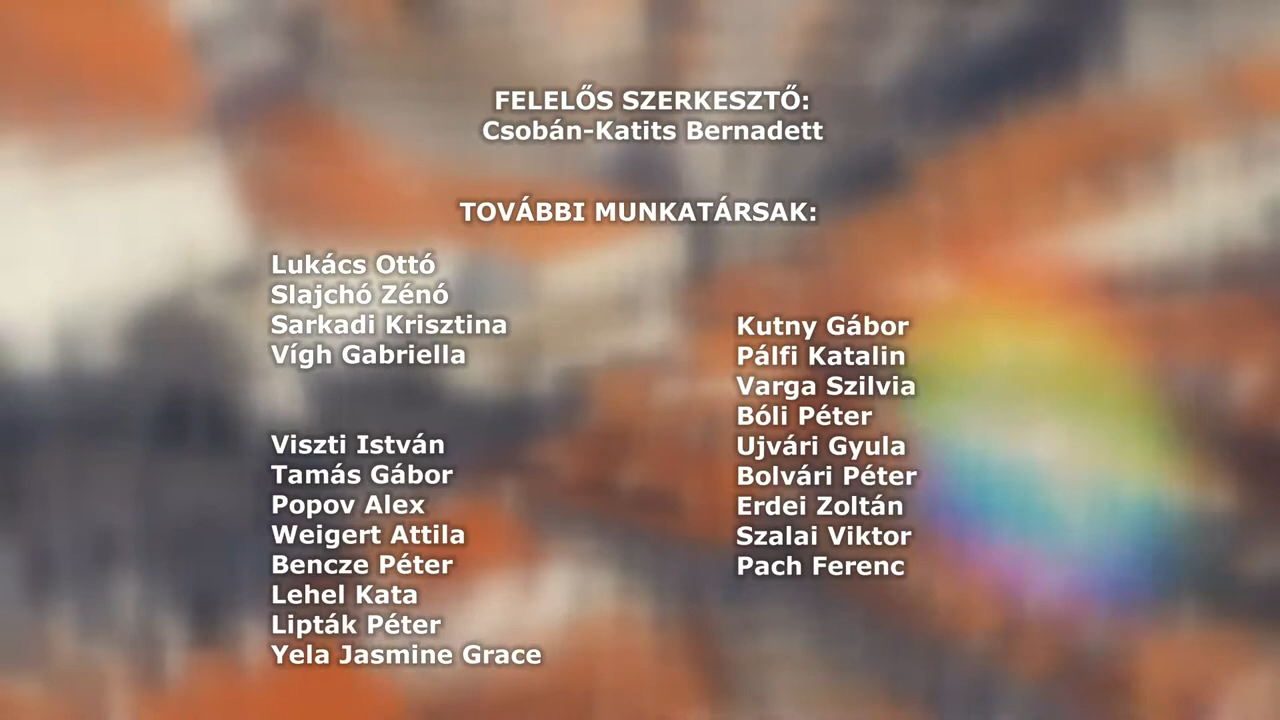 FELELŐS SZERKESZTŐ:
Csobán-Katits Bernadett
TOVÁBBI MUNKATÁRSAK:
Lukács Ottó
Slajchó Zénó
Sarkadi Krisztina
Vígh Gabriella
Viszti István
Tamás Gábor
Popov Alex
Weigert Attila
Bencze Péter
Lehel Kata
Lipták Péter
Yela Jasmine Grace
Kutny Gábor
Pálfi Katalin
Varga Szilvia
Bóli Péter
Ujvári Gyula
Bolvári Péter
Erdei Zoltán
Szalai Viktor
Pach Ferenc